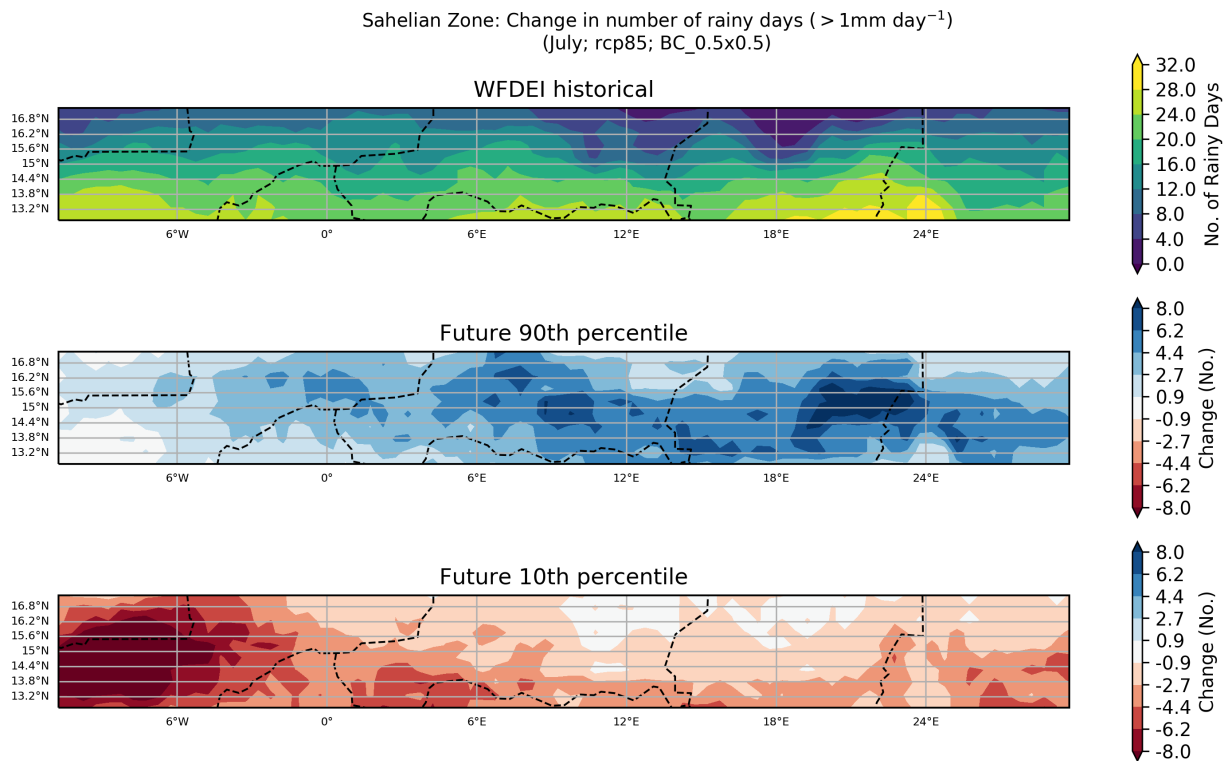 Sahelian Zone: Change in number of rainy days (>1mm day⁻¹)
(July; rcp85; BC_0.5x0.5)
WFDEI historical
16.8°N
16.2°N
15.6°N
15°N
14.4°N
13.8°N
13.2°N
6°W 0° 6°E 12°E 18°E 24°E
32.0
28.0
24.0
20.0
16.0
12.0
8.0
4.0
0.0
No. of Rainy Days
Future 90th percentile
16.8°N
16.2°N
15.6°N
15°N
14.4°N
13.8°N
13.2°N
6°W 0° 6°E 12°E 18°E 24°E
8.0
6.2
4.4
2.7
0.9
-0.9
-2.7
-4.4
-6.2
-8.0
Change (No.)
Future 10th percentile
16.8°N
16.2°N
15.6°N
15°N
14.4°N
13.8°N
13.2°N
6°W 0° 6°E 12°E 18°E 24°E
8.0
6.2
4.4
2.7
0.9
-0.9
-2.7
-4.4
-6.2
-8.0
Change (No.)